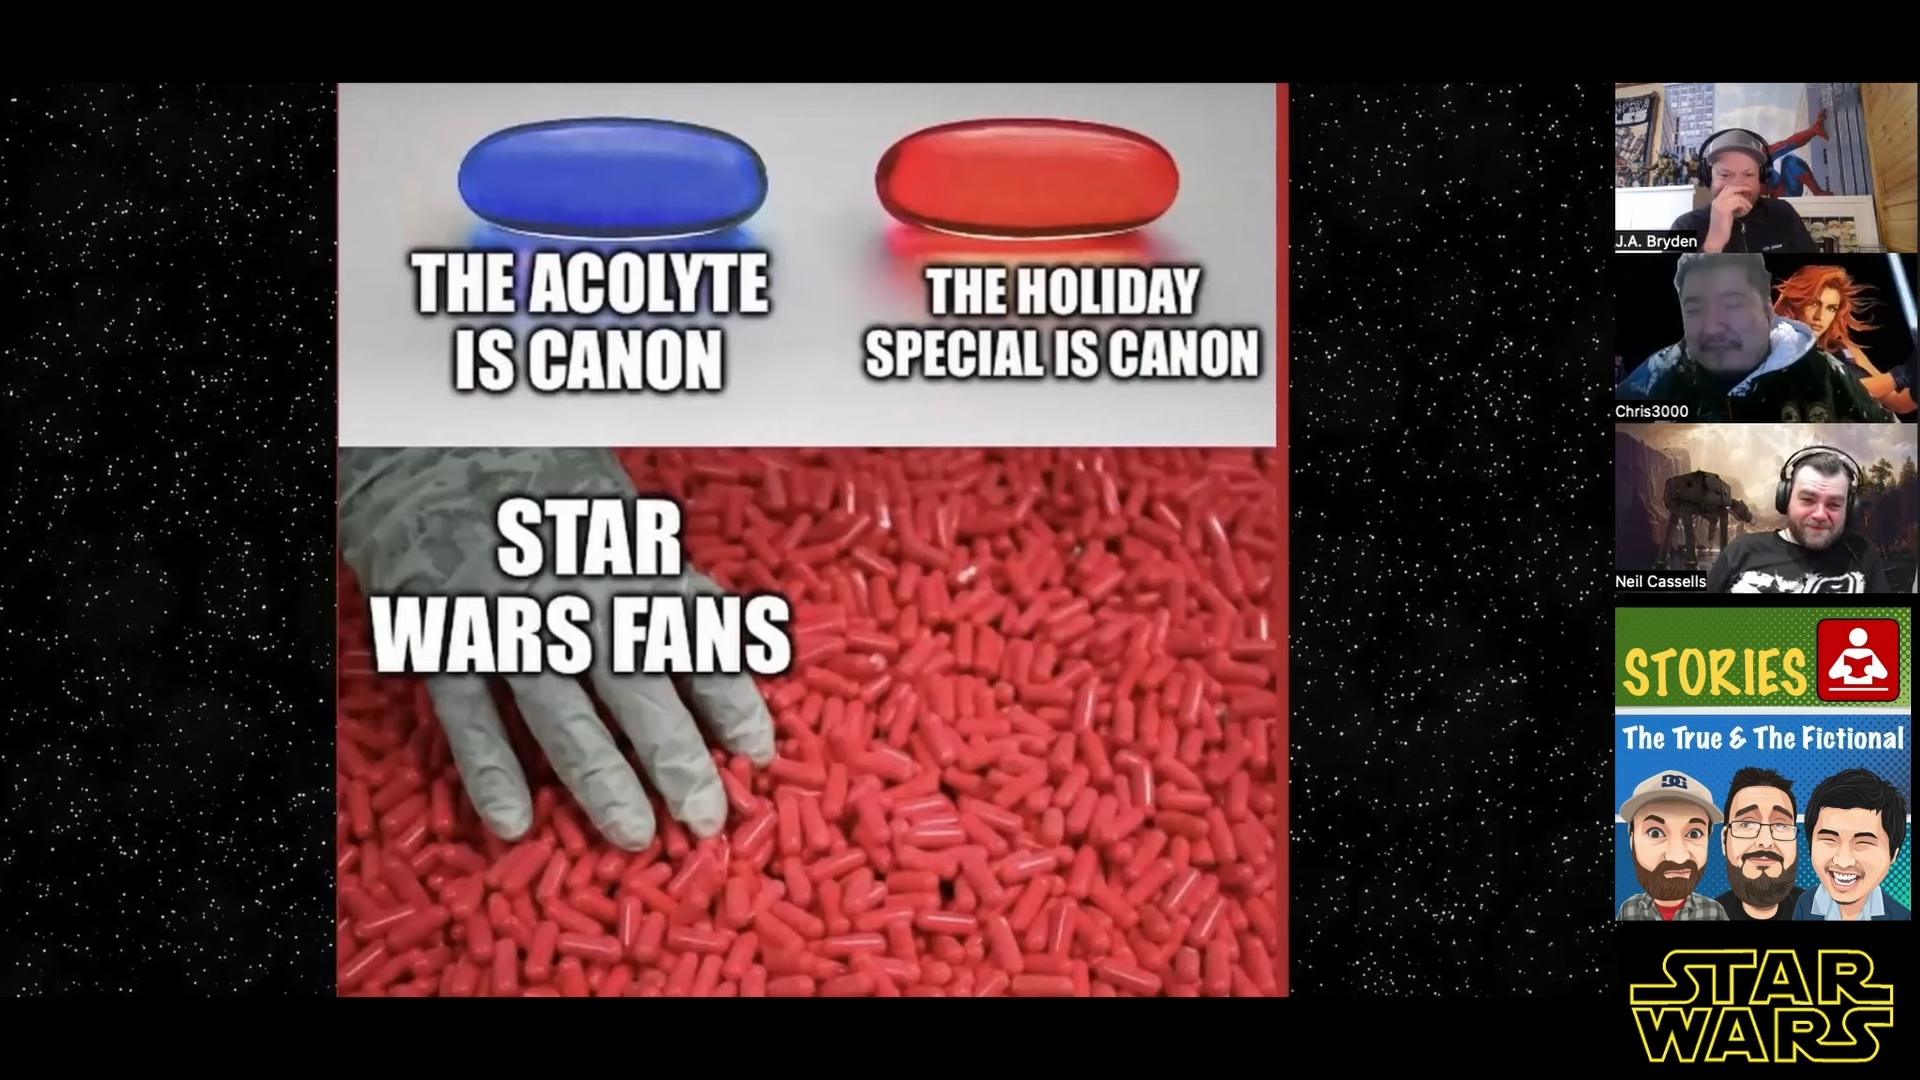 THE ACOLYTE
IS CANON
THE HOLIDAY
SPECIAL IS CANON
STAR
WARS FANS
J.A. Bryden
Chris3000
Neil Cassells
STORIES
The True & The Fictional
STAR
WARS